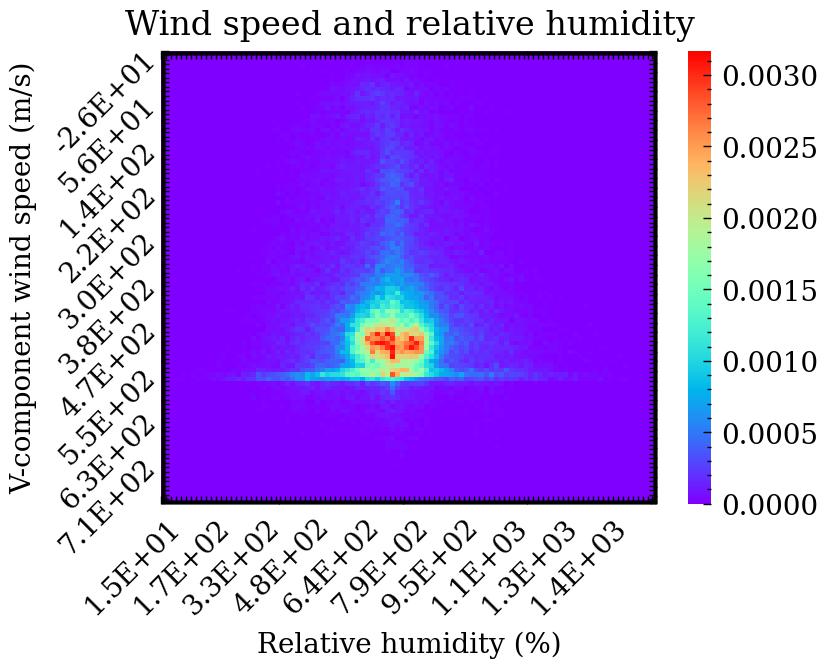 Wind speed and relative humidity
V-component wind speed (m/s)
-2.6E+01
5.6E+01
1.4E+02
2.2E+02
3.0E+02
3.8E+02
4.7E+02
5.5E+02
6.3E+02
7.1E+02
1.5E+01
1.7E+02
3.3E+02
4.8E+02
6.4E+02
7.9E+02
9.5E+02
1.1E+03
1.3E+03
1.4E+03
Relative humidity (%)
0.0030
0.0025
0.0020
0.0015
0.0010
0.0005
0.0000